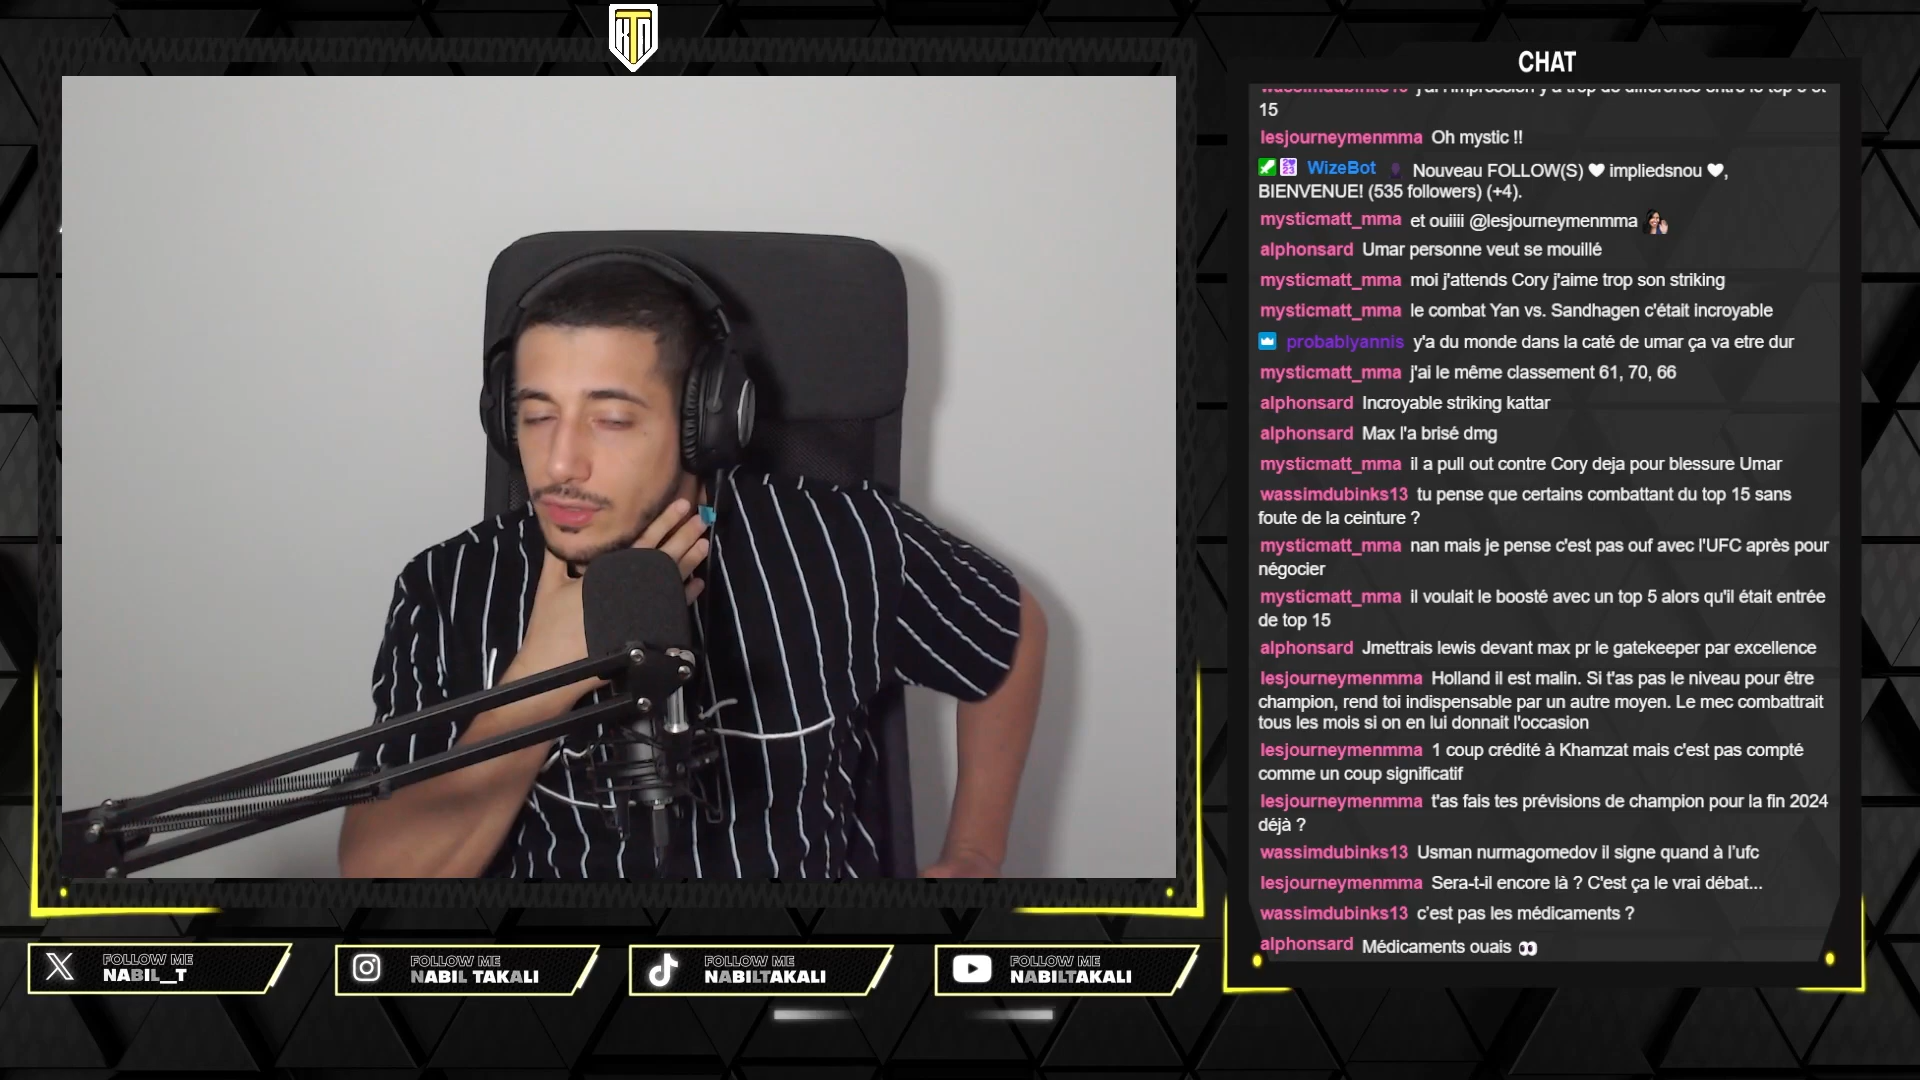 CHAT
15
lesjourneymenmma Oh mystic !!
WizeBot Nouveau FOLLOW(S) impliedsnou ,
BIENVENUE! (535 followers) (+4).
mysticmatt_mma et ouiiii @lesjourneymenmma
alphonsard Umar personne veut se mouillé
mysticmatt_mma moi j'attends Cory j'aime trop son striking
mysticmatt_mma le combat Yan vs. Sandhagen c'était incroyable
probablyannis y'a du monde dans la caté de umar ça va etre dur
mysticmatt_mma j'ai le même classement 61, 70, 66
alphonsard Incroyable striking kattar
alphonsard Max l'a brisé dmg
mysticmatt_mma il a pull out contre Cory deja pour blessure Umar
wassimdubinks13 tu pense que certains combattant du top 15 sans
foute de la ceinture ?
mysticmatt_mma nan mais je pense c'est pas ouf avec l'UFC après pour
négocier
mysticmatt_mma il voulait le boosté avec un top 5 alors qu'il était entrée
de top 15
alphonsard Jmettrais lewis devant max pr le gatekeeper par excellence
lesjourneymenmma Holland il est malin. Si t'as pas le niveau pour être
champion, rend toi indispensable par un autre moyen. Le mec combattrait
tous les mois si on en lui donnait l'occasion
lesjourneymenmma 1 coup crédité à Khamzat mais c'est pas compté
comme un coup significatif
lesjourneymenmma t'as fais tes prévisions de champion pour la fin 2024
déjà ?
wassimdubinks13 Usman nurmagomedov il signe quand à l'ufc
lesjourneymenmma Sera-t-il encore là ? C'est ça le vrai débat...
wassimdubinks13 c'est pas les médicaments ?
alphonsard Médicaments ouais
FOLLOW ME
NABIL_T
FOLLOW ME
NABIL TAKALI
FOLLOW ME
NABILTAKALI
FOLLOW ME
NABILTAKALI